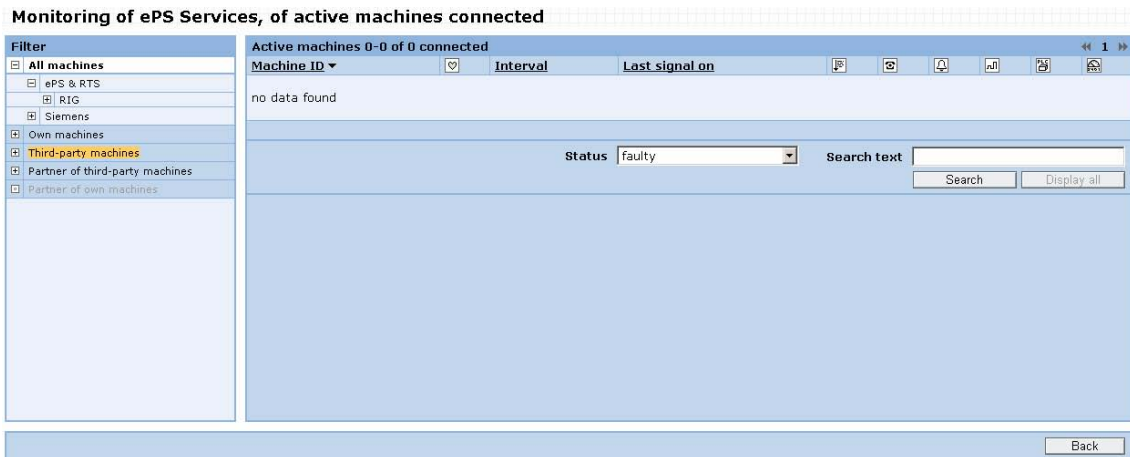 Monitoring of ePS Services, of active machines connected
Filter
All machines
ePS & RTS
RIG
Siemens
Own machines
Third-party machines
Partner of third-party machines
Partner of own machines
Active machines 0-0 of 0 connected
1
Machine ID Interval Last signal on
no data found
Status faulty Search text
Search Display all
Back